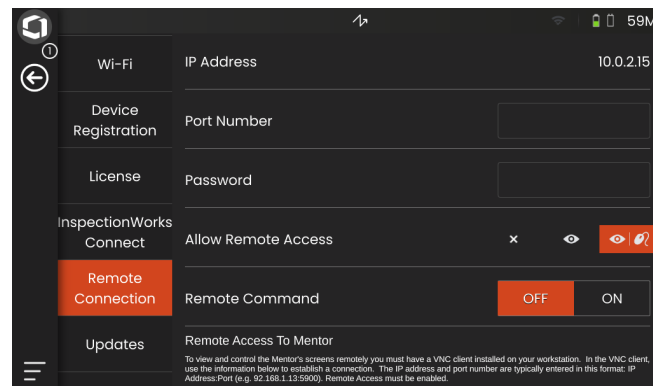 59M
1
Wi-Fi
IP Address
10.0.2.15
Device
Registration
Port Number
License
Password
InspectionWorks
Connect
Allow Remote Access
Remote
Connection
Remote Command
OFF
ON
Updates
Remote Access To Mentor
To view and control the Mentor's screens remotely you must have a VNC client installed on your workstation. In the VNC client,
use the information below to establish a connection. The IP address and port number are typically entered in this format: IP
Address:Port (e.g. 92.168.1.13:5900). Remote Access must be enabled.